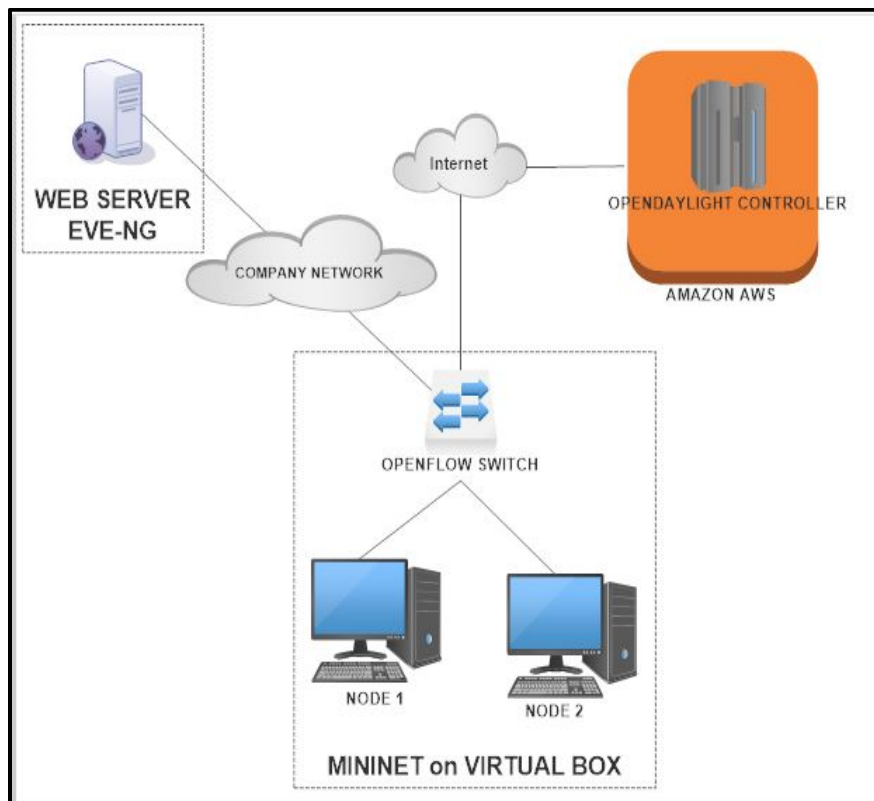 WEB SERVER
EVE-NG
Internet
OPENDAYLIGHT CONTROLLER
COMPANY NETWORK
AMAZON AWS
OPENFLOW SWITCH
NODE 1
NODE 2
MININET on VIRTUAL BOX